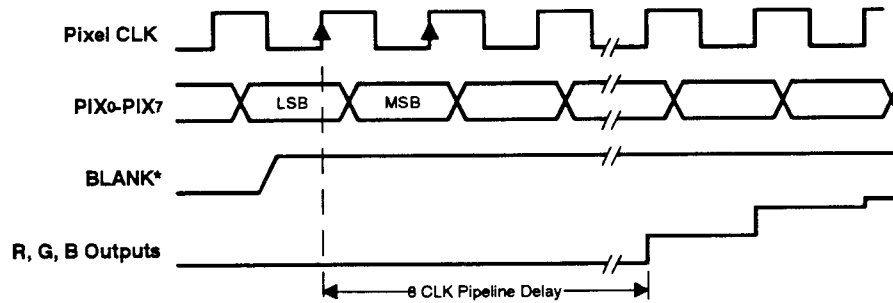 Pixel CLK
PIX0-PIX7 LSB MSB
BLANK*
R, G, B Outputs
CLK Pipeline Delay